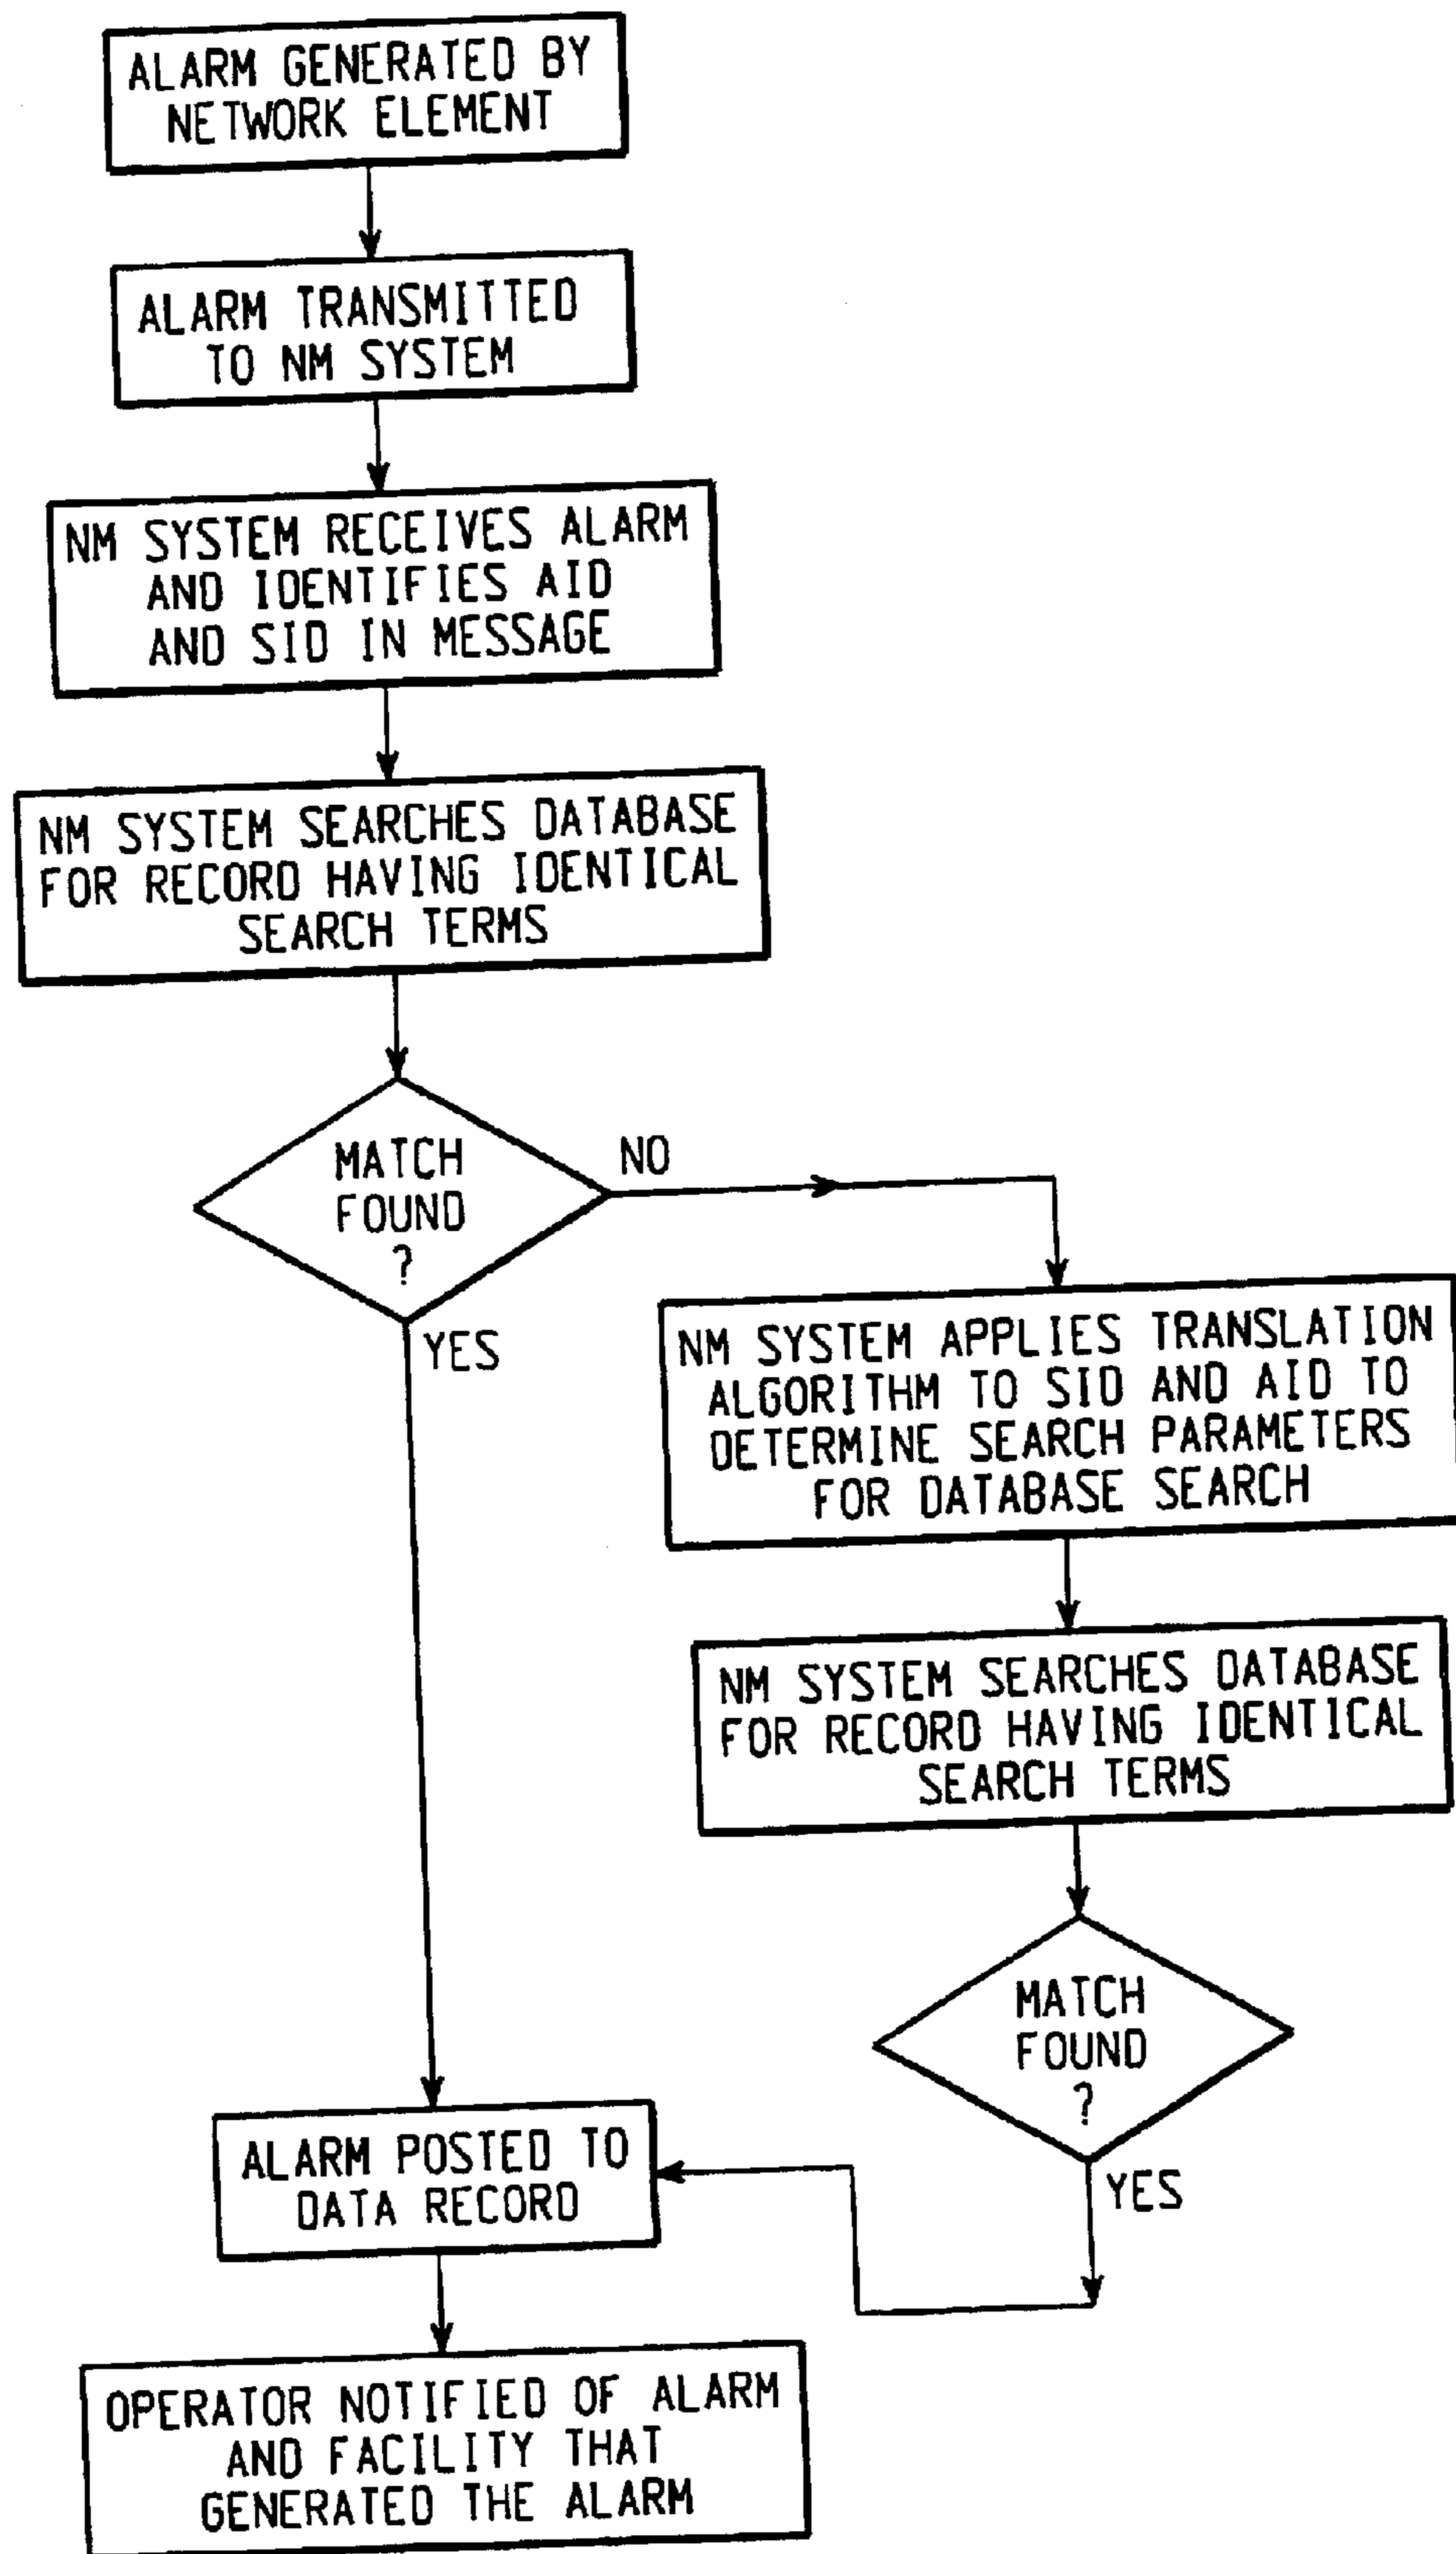 ALARM GENERATED BY
NETWORK ELEMENT
ALARM TRANSMITTED
TO NM SYSTEM
NM SYSTEM RECEIVES ALARM
AND IDENTIFIES AID
AND SID IN MESSAGE
NM SYSTEM SEARCHES DATABASE
FOR RECORD HAVING IDENTICAL
SEARCH TERMS
MATCH
FOUND
?
NO
YES
NM SYSTEM APPLIES TRANSLATION
ALGORITHM TO SID AND AID TO
DETERMINE SEARCH PARAMETERS
FOR DATABASE SEARCH
NM SYSTEM SEARCHES DATABASE
FOR RECORD HAVING IDENTICAL
SEARCH TERMS
MATCH
FOUND
?
YES
ALARM POSTED TO
DATA RECORD
OPERATOR NOTIFIED OF ALARM
AND FACILITY THAT
GENERATED THE ALARM